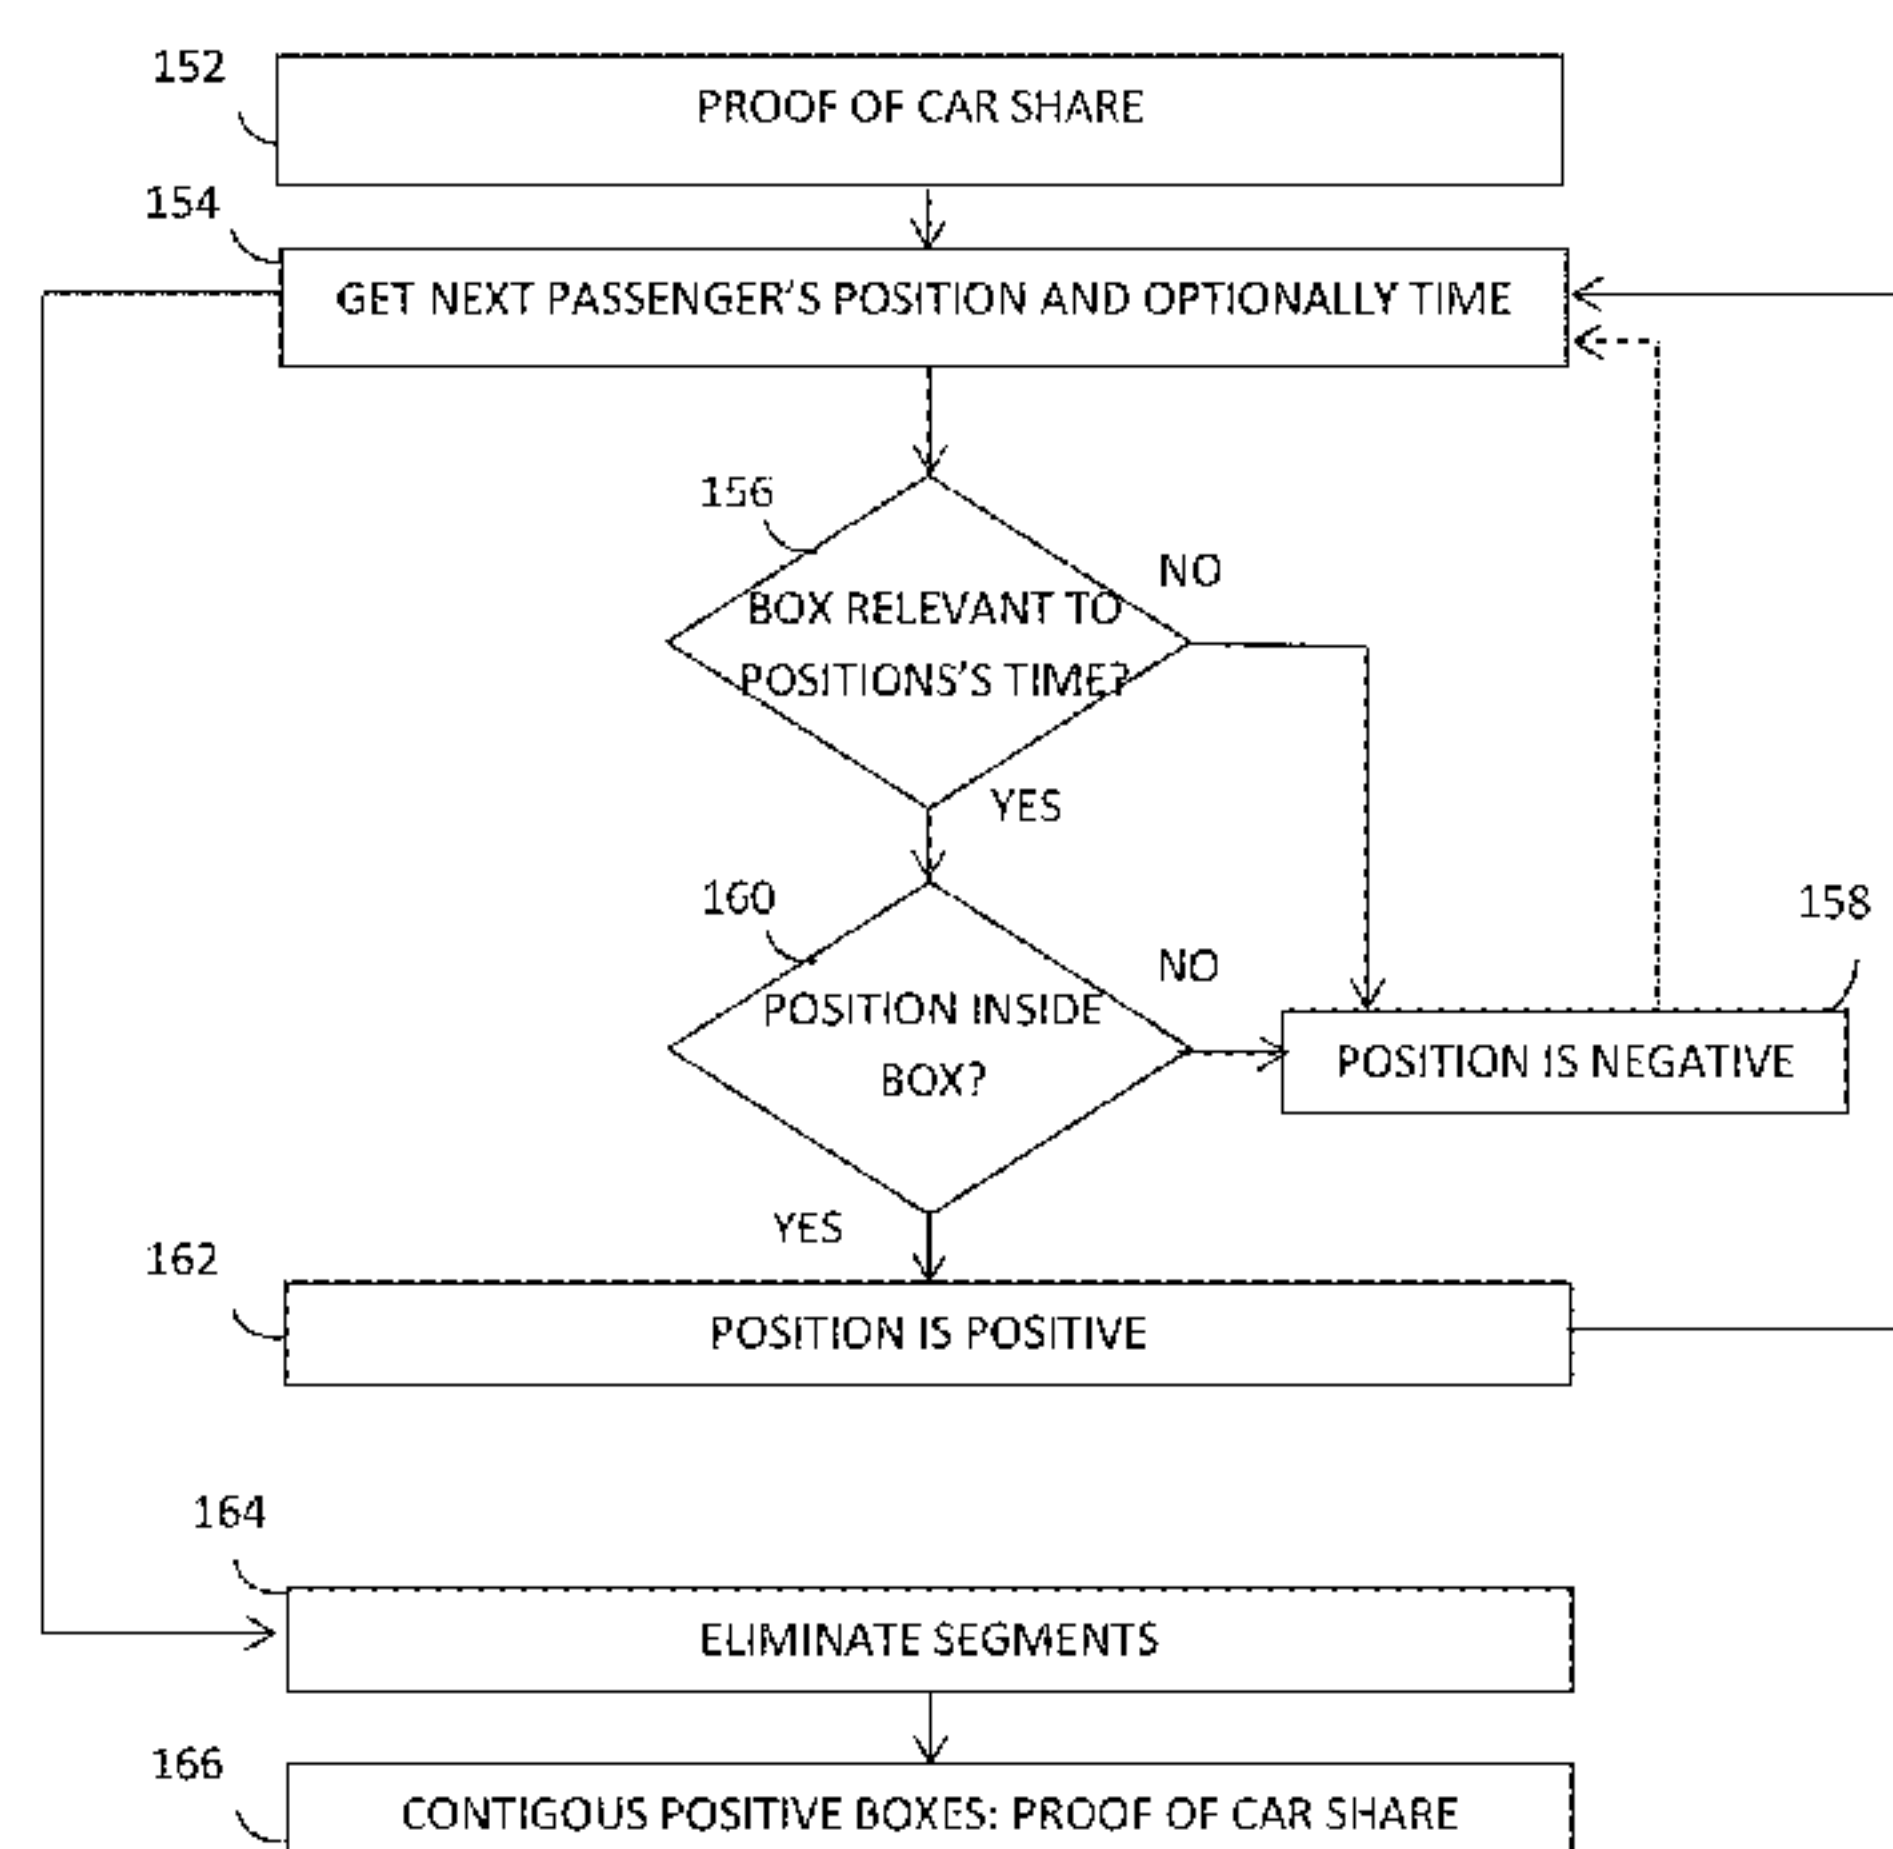 152
PROOF OF CAR SHARE
154
GET NEXT PASSENGER'S POSITION AND OPTIONALLY TIME
156
NO
BOX RELEVANT TO
POSITIONS'S TIME?
YES
160
158
NO
POSITION INSIDE
BOX?
POSITION IS NEGATIVE
YES
162
POSITION IS POSITIVE
164
ELIMINATE SEGMENTS
166
CONTIGOUS POSITIVE BOXES: PROOF OF CAR SHARE